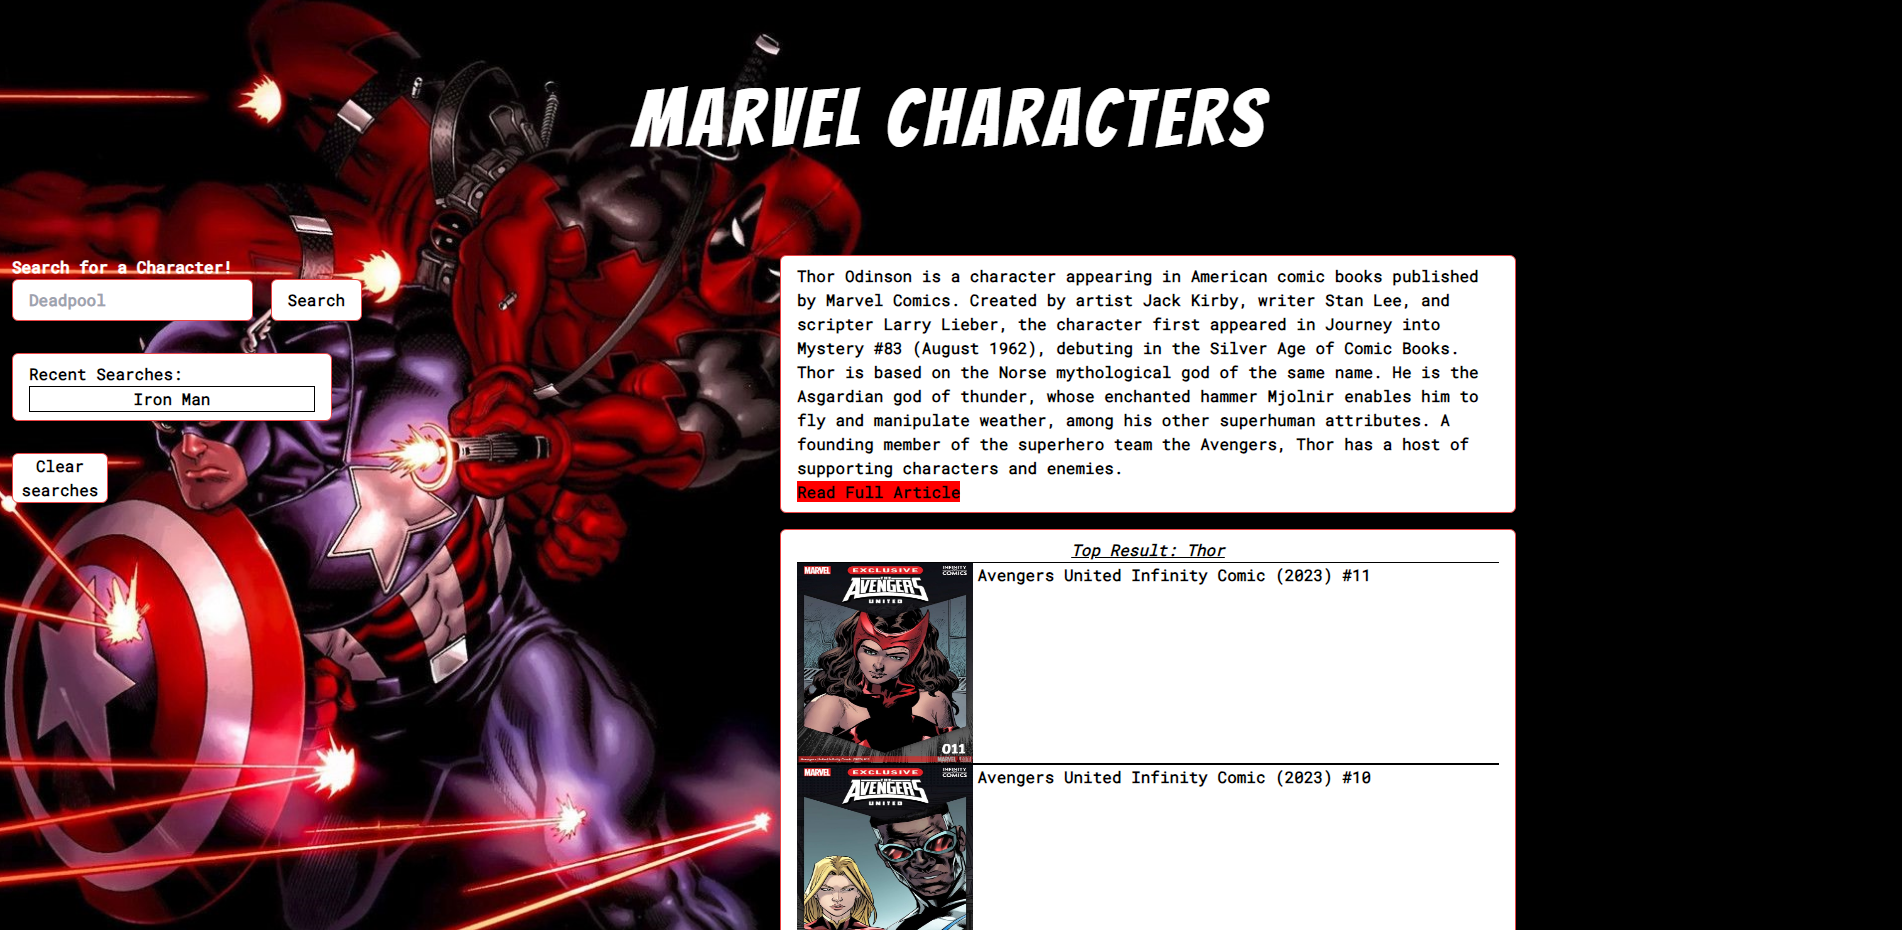 MARVEL CHARACTERS
Search for a Character!
Deadpool
Search
Recent Searches:
Iron Man
Clear
searches
Thor Odinson is a character appearing in American comic books published
by Marvel Comics. Created by artist Jack Kirby, writer Stan Lee, and
scripter Larry Lieber, the character first appeared in Journey into
Mystery #83 (August 1962), debuting in the Silver Age of Comic Books.
Thor is based on the Norse mythological god of the same name. He is the
Asgardian god of thunder, whose enchanted hammer Mjolnir enables him to
fly and manipulate weather, among his other superhuman attributes. A
founding member of the superhero team the Avengers, Thor has a host of
supporting characters and enemies.
Read Full Article
Top Result: Thor
MARVEL EXCLUSIVE INFINITY COMICS
THE AVENGERS
UNITED
011
Avengers United Infinity Comic (2023) #11
MARVEL EXCLUSIVE INFINITY COMICS
THE AVENGERS
UNITED
Avengers United Infinity Comic (2023) #10